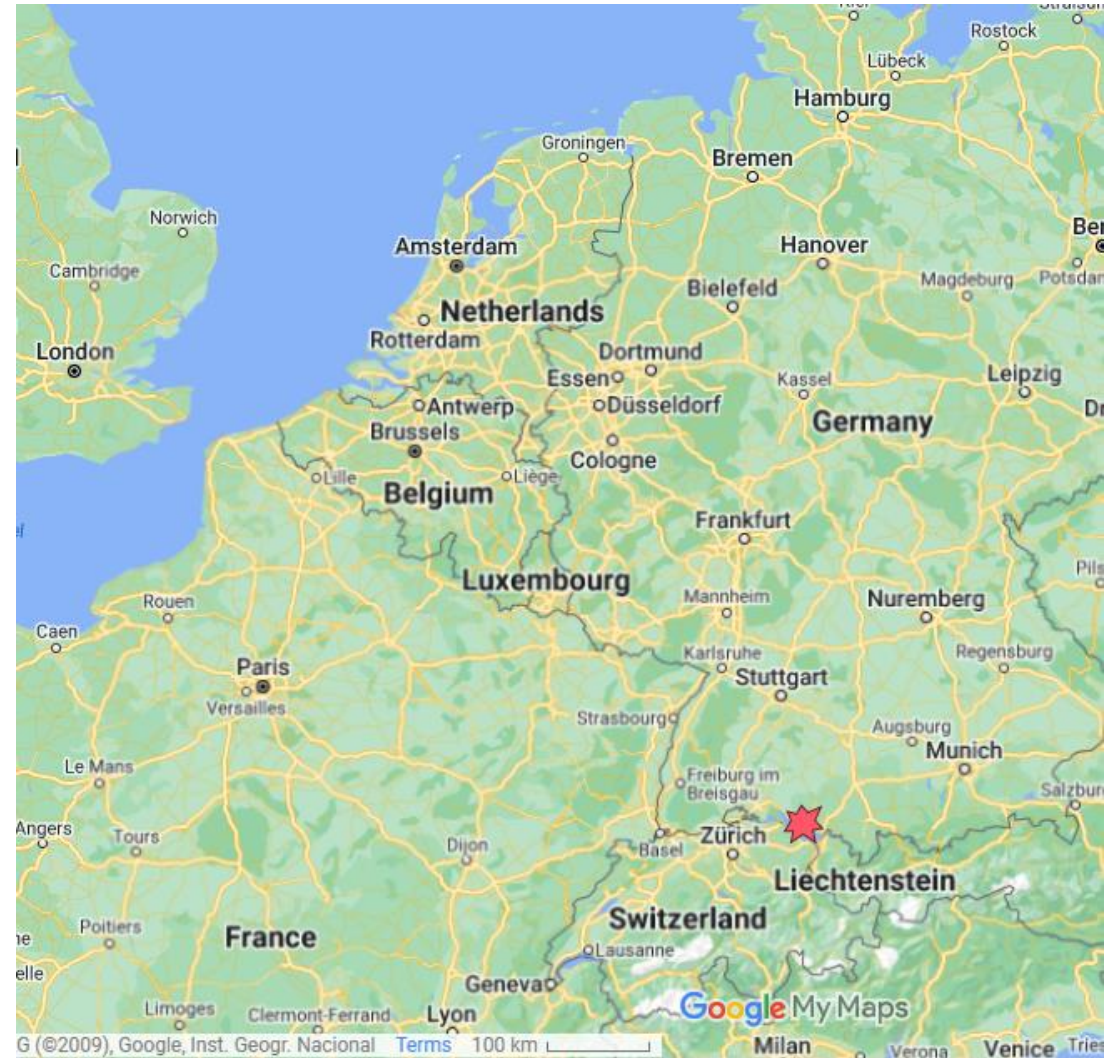 Rostock
Lübeck
Hamburg
Groningen
Bremen
Norwich
Amsterdam
Hanover
Cambridge
Magdeburg
Bielefeld
Netherlands
Rotterdam
London
Dortmund
Essen
Kassel
Leipzig
Antwerp
Düsseldorf
Germany
Brussels
Cologne
Lille
Liège
Belgium
Frankfurt
Luxembourg
Mannheim
Rouen
Nuremberg
Caen
Karlsruhe
Regensburg
Paris
Stuttgart
Versailles
Strasbourg
Augsburg
Munich
Le Mans
Freiburg im
Breisgau
Salzburg
Angers
Tours
Dijon
Basel
Zürich
Liechtenstein
Poitiers
France
Switzerland
Lausanne
Geneva
Limoges
Clermont-Ferrand
Lyon
Google My Maps
G (©2009), Google, Inst. Geogr. Nacional Terms 100 km
Milan
Verona
Venice